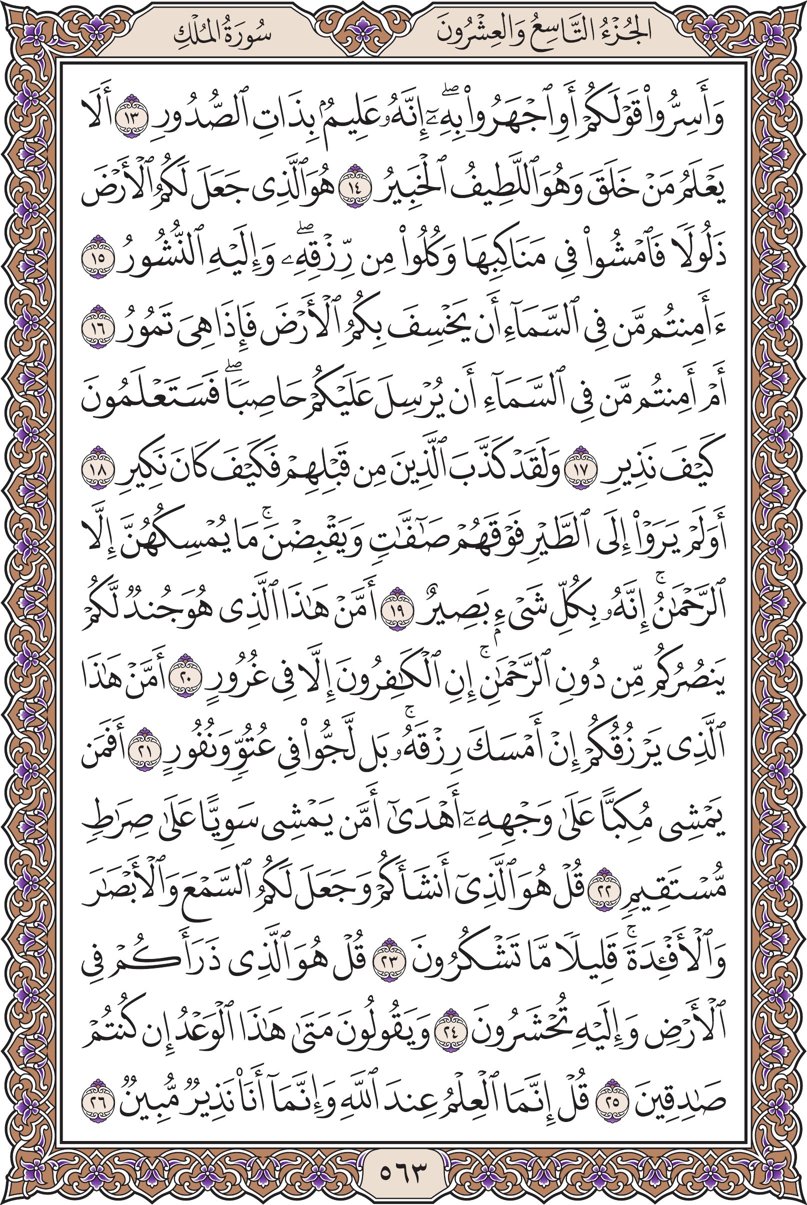 الجُزْءُ التَّاسِعُ وَالعِشْرُونَ
سُورَةُ المُلْكِ
وَأَسِرُّواْ قَوۡلَكُمۡ أَوِ ٱجۡهَرُواْ بِهِۦٓۖ إِنَّهُۥ عَلِيمُۢ بِذَاتِ ٱلصُّدُورِ ١٣ أَلَا
يَعۡلَمُ مَنۡ خَلَقَ وَهُوَ ٱللَّطِيفُ ٱلۡخَبِيرُ ١٤ هُوَ ٱلَّذِي جَعَلَ لَكُمُ ٱلۡأَرۡضَ
ذَلُولٗا فَٱمۡشُواْ فِي مَنَاكِبِهَا وَكُلُواْ مِن رِّزۡقِهِۦۖ وَإِلَيۡهِ ٱلنُّشُورُ ١٥
ءَأَمِنتُم مَّن فِي ٱلسَّمَآءِ أَن يَخۡسِفَ بِكُمُ ٱلۡأَرۡضَ فَإِذَا هِيَ تَمُورُ ١٦
أَمۡ أَمِنتُم مَّن فِي ٱلسَّمَآءِ أَن يُرۡسِلَ عَلَيۡكُمۡ حَاصِبٗاۖ فَسَتَعۡلَمُونَ
كَيۡفَ نَذِيرِ ١٧ وَلَقَدۡ كَذَّبَ ٱلَّذِينَ مِن قَبۡلِهِمۡ فَكَيۡفَ كَانَ نَكِيرِ ١٨
أَوَلَمۡ يَرَوۡاْ إِلَى ٱلطَّيۡرِ فَوۡقَهُمۡ صَٰٓفَّٰتٖ وَيَقۡبِضۡنَۚ مَا يُمۡسِكُهُنَّ إِلَّا
ٱلرَّحۡمَٰنُۚ إِنَّهُۥ بِكُلِّ شَيۡءِۭ بَصِيرٌ ١٩ أَمَّنۡ هَٰذَا ٱلَّذِي هُوَ جُندٞ لَّكُمۡ
يَنصُرُكُم مِّن دُونِ ٱلرَّحۡمَٰنِۚ إِنِ ٱلۡكَٰفِرُونَ إِلَّا فِي غُرُورٍ ٢٠ أَمَّنۡ هَٰذَا
ٱلَّذِي يَرۡزُقُكُمۡ إِنۡ أَمۡسَكَ رِزۡقَهُۥۚ بَل لَّجُّواْ فِي عُتُوّٖ وَنُفُورٍ ٢١ أَفَمَن
يَمۡشِي مُكِبًّا عَلَىٰ وَجۡهِهِۦٓ أَهۡدَىٰٓ أَمَّن يَمۡشِي سَوِيًّا عَلَىٰ صِرَٰطٖ
مُّسۡتَقِيمٖ ٢٢ قُلۡ هُوَ ٱلَّذِيٓ أَنشَأَكُمۡ وَجَعَلَ لَكُمُ ٱلسَّمۡعَ وَٱلۡأَبۡصَٰرَ
وَٱلۡأَفۡـِٔدَةَۚ قَلِيلٗا مَّا تَشۡكُرُونَ ٢٣ قُلۡ هُوَ ٱلَّذِي ذَرَأَكُمۡ فِي
ٱلۡأَرۡضِ وَإِلَيۡهِ تُحۡشَرُونَ ٢٤ وَيَقُولُونَ مَتَىٰ هَٰذَا ٱلۡوَعۡدُ إِن كُنتُمۡ
صَٰدِقِينَ ٢٥ قُلۡ إِنَّمَا ٱلۡعِلۡمُ عِندَ ٱللَّهِ وَإِنَّمَآ أَنَا۠ نَذِيرٞ مُّبِينٞ ٢٦
٥٦٣